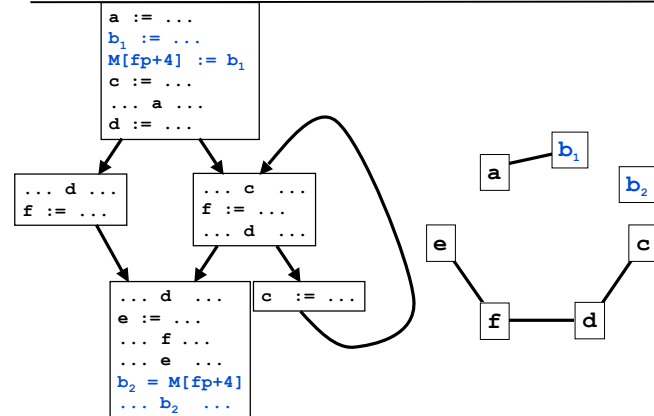 a := ...
b₁ := ...
M[fp+4] := b₁
c := ...
... a ...
d := ...
... d ...
f := ...
... c ...
f := ...
... d ...
... d ...
e := ...
... f ...
... e ...
b₂ = M[fp+4]
... b₂ ...
c := ...
a
b₁
b₂
e
c
f
d